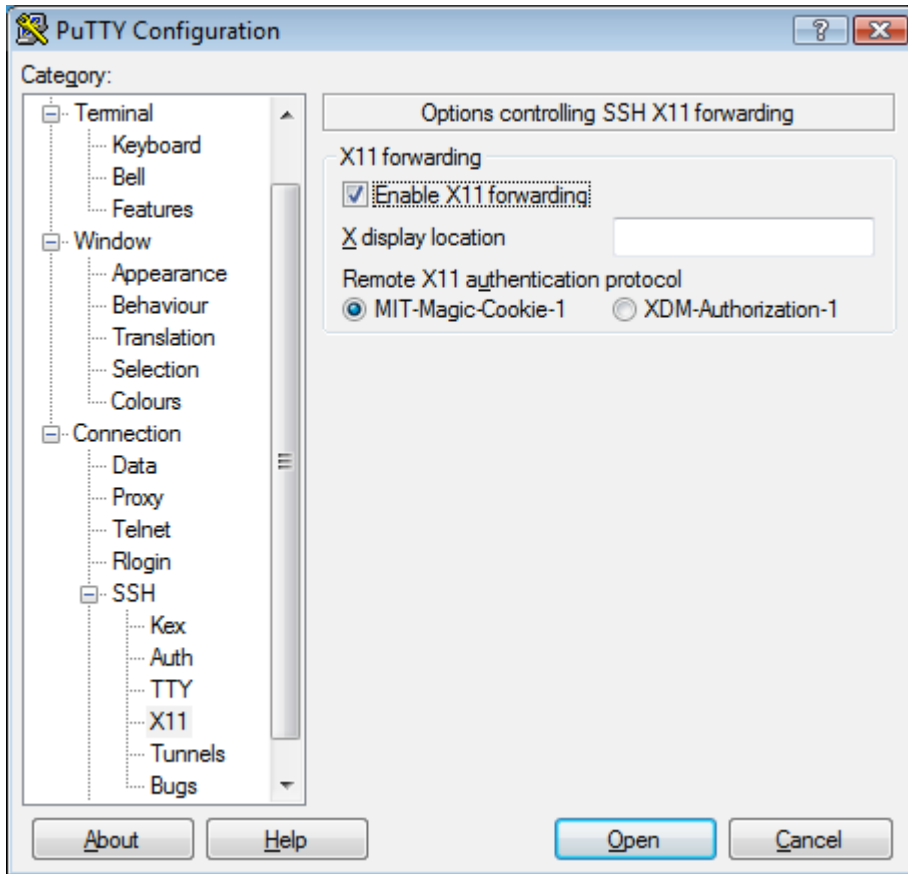 PuTTY Configuration
Category:
Terminal
Keyboard
Bell
Features
Window
Appearance
Behaviour
Translation
Selection
Colours
Connection
Data
Proxy
Telnet
Rlogin
SSH
Kex
Auth
TTY
X11
Tunnels
Bugs
Options controlling SSH X11 forwarding
X11 forwarding
Enable X11 forwarding
X display location
Remote X11 authentication protocol
MIT-Magic-Cookie-1 XDM-Authorization-1
About Help Open Cancel